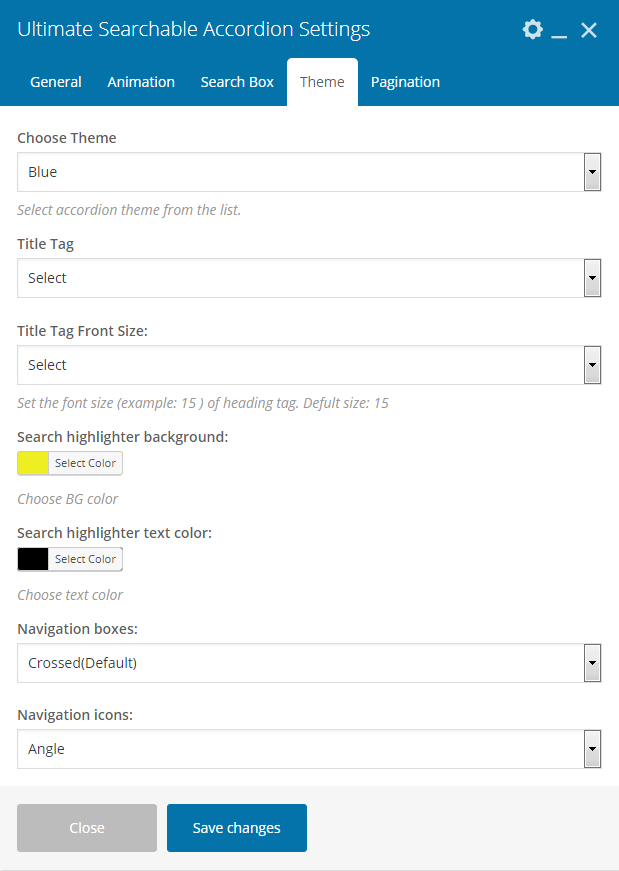 Ultimate Searchable Accordion Settings
General Animation Search Box Theme Pagination
Choose Theme
Blue
Select accordion theme from the list.
Title Tag
Select
Title Tag Front Size:
Select
Set the font size (example: 15 ) of heading tag. Defult size: 15
Search highlighter background:
Select Color
Choose BG color
Search highlighter text color:
Select Color
Choose text color
Navigation boxes:
Crossed(Default)
Navigation icons:
Angle
Close Save changes